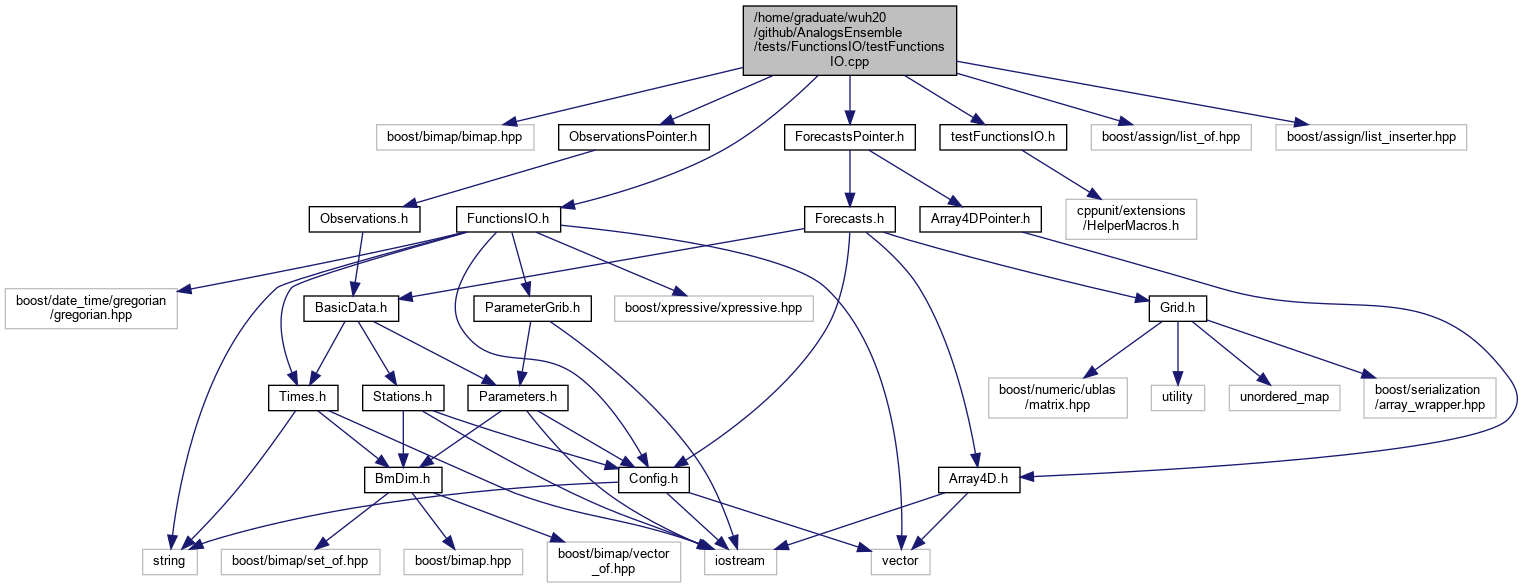 /home/graduate/wuh20
/github/AnalogsEnsemble
/tests/FunctionsIO/testFunctions
IO.cpp
boost/bimap/bimap.hpp
ObservationsPointer.h
ForecastsPointer.h
testFunctionsIO.h
boost/assign/list_of.hpp
boost/assign/list_inserter.hpp
Observations.h
FunctionsIO.h
Forecasts.h
Array4DPointer.h
cppunit/extensions
/HelperMacros.h
boost/date_time/gregorian
/gregorian.hpp
BasicData.h
ParameterGrib.h
boost/xpressive/xpressive.hpp
Grid.h
Times.h
Stations.h
Parameters.h
boost/numeric/ublas
/matrix.hpp
utility
unordered_map
boost/serialization
/array_wrapper.hpp
BmDim.h
Config.h
Array4D.h
string
boost/bimap/set_of.hpp
boost/bimap.hpp
boost/bimap/vector
_of.hpp
iostream
vector